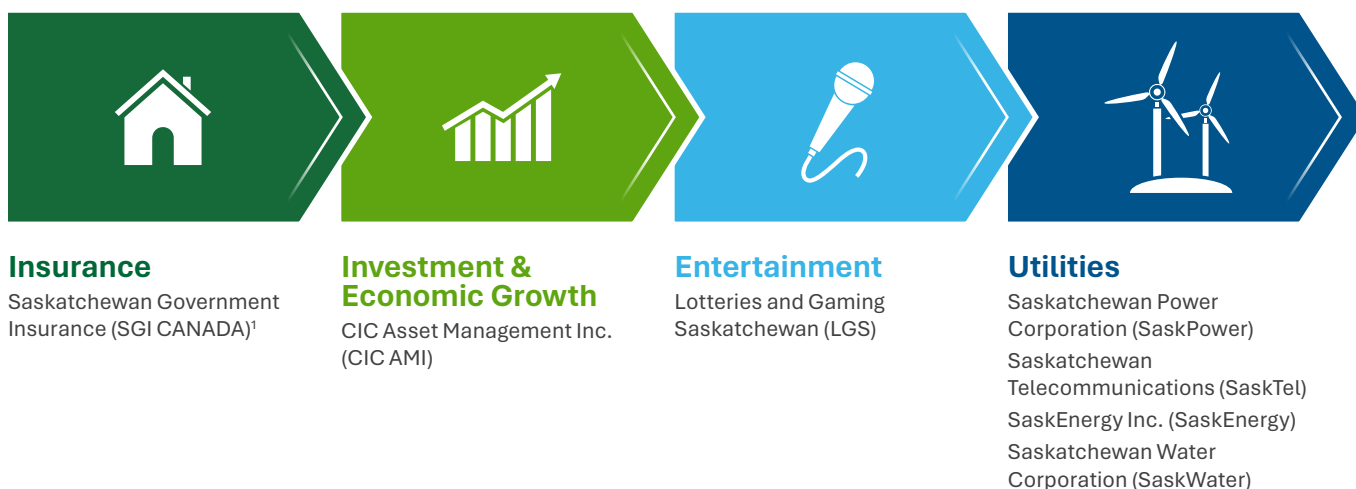 Insurance
Saskatchewan Government
Insurance (SGI CANADA)¹
Investment &
Economic Growth
CIC Asset Management Inc.
(CIC AMI)
Entertainment
Lotteries and Gaming
Saskatchewan (LGS)
Utilities
Saskatchewan Power
Corporation (SaskPower)
Saskatchewan
Telecommunications (SaskTel)
SaskEnergy Inc. (SaskEnergy)
Saskatchewan Water
Corporation (SaskWater)